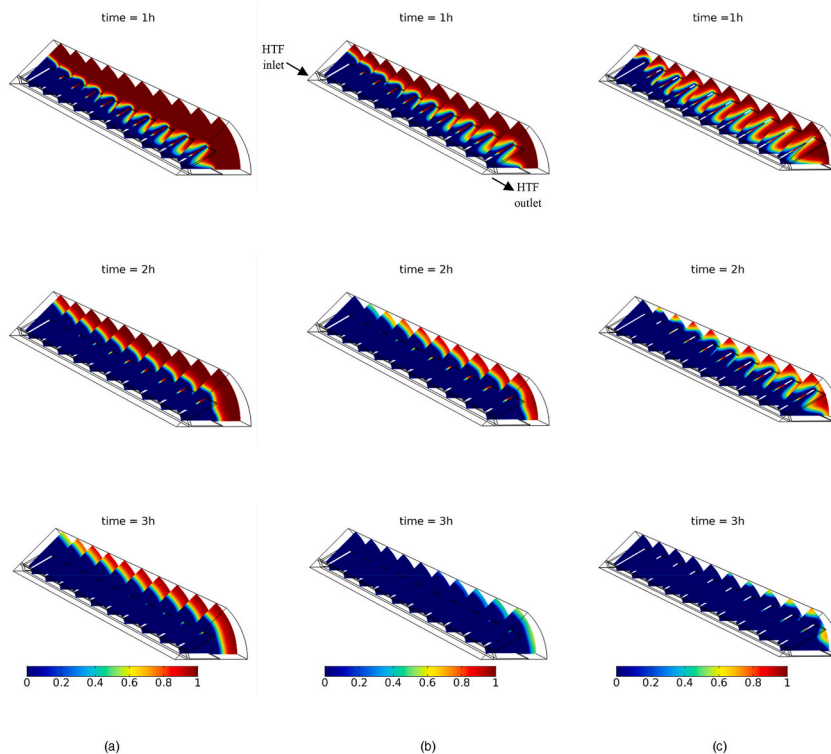 time = 1h
time = 1h
time =1h
HTF
inlet
HTF
outlet
time = 2h
time = 2h
time = 2h
time = 3h
time = 3h
time = 3h
0 0.2 0.4 0.6 0.8 1
0 0.2 0.4 0.6 0.8 1
0 0.2 0.4 0.6 0.8 1
(a)
(b)
(c)